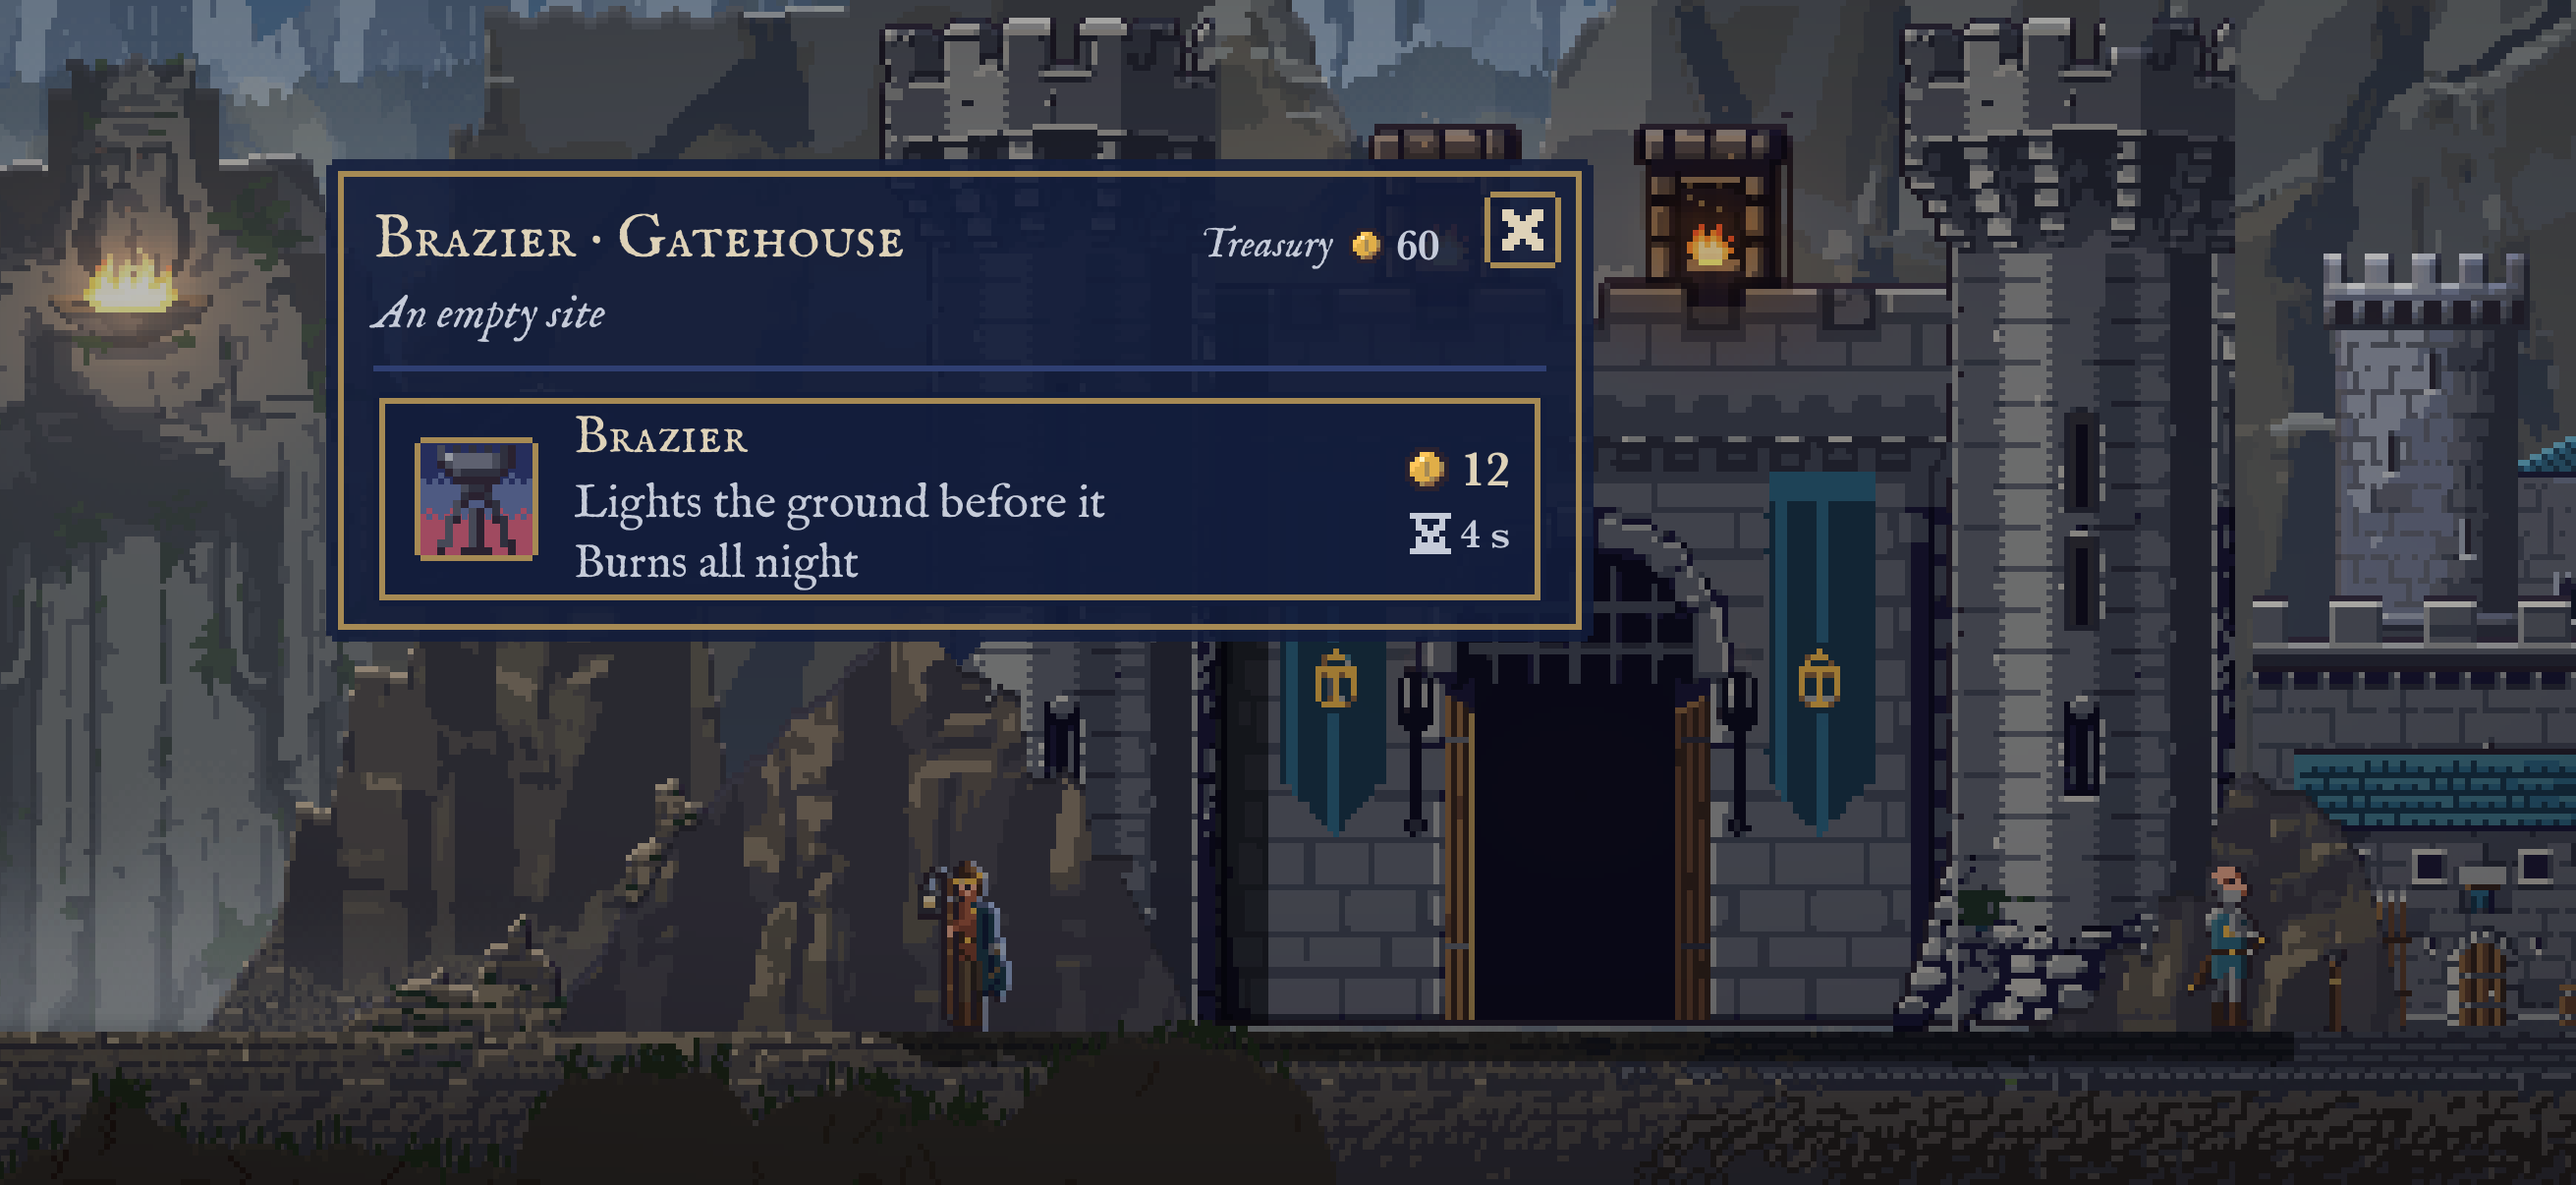 Brazier · Gatehouse
Treasury 60
An empty site
Brazier
Lights the ground before it
Burns all night
12
4 s